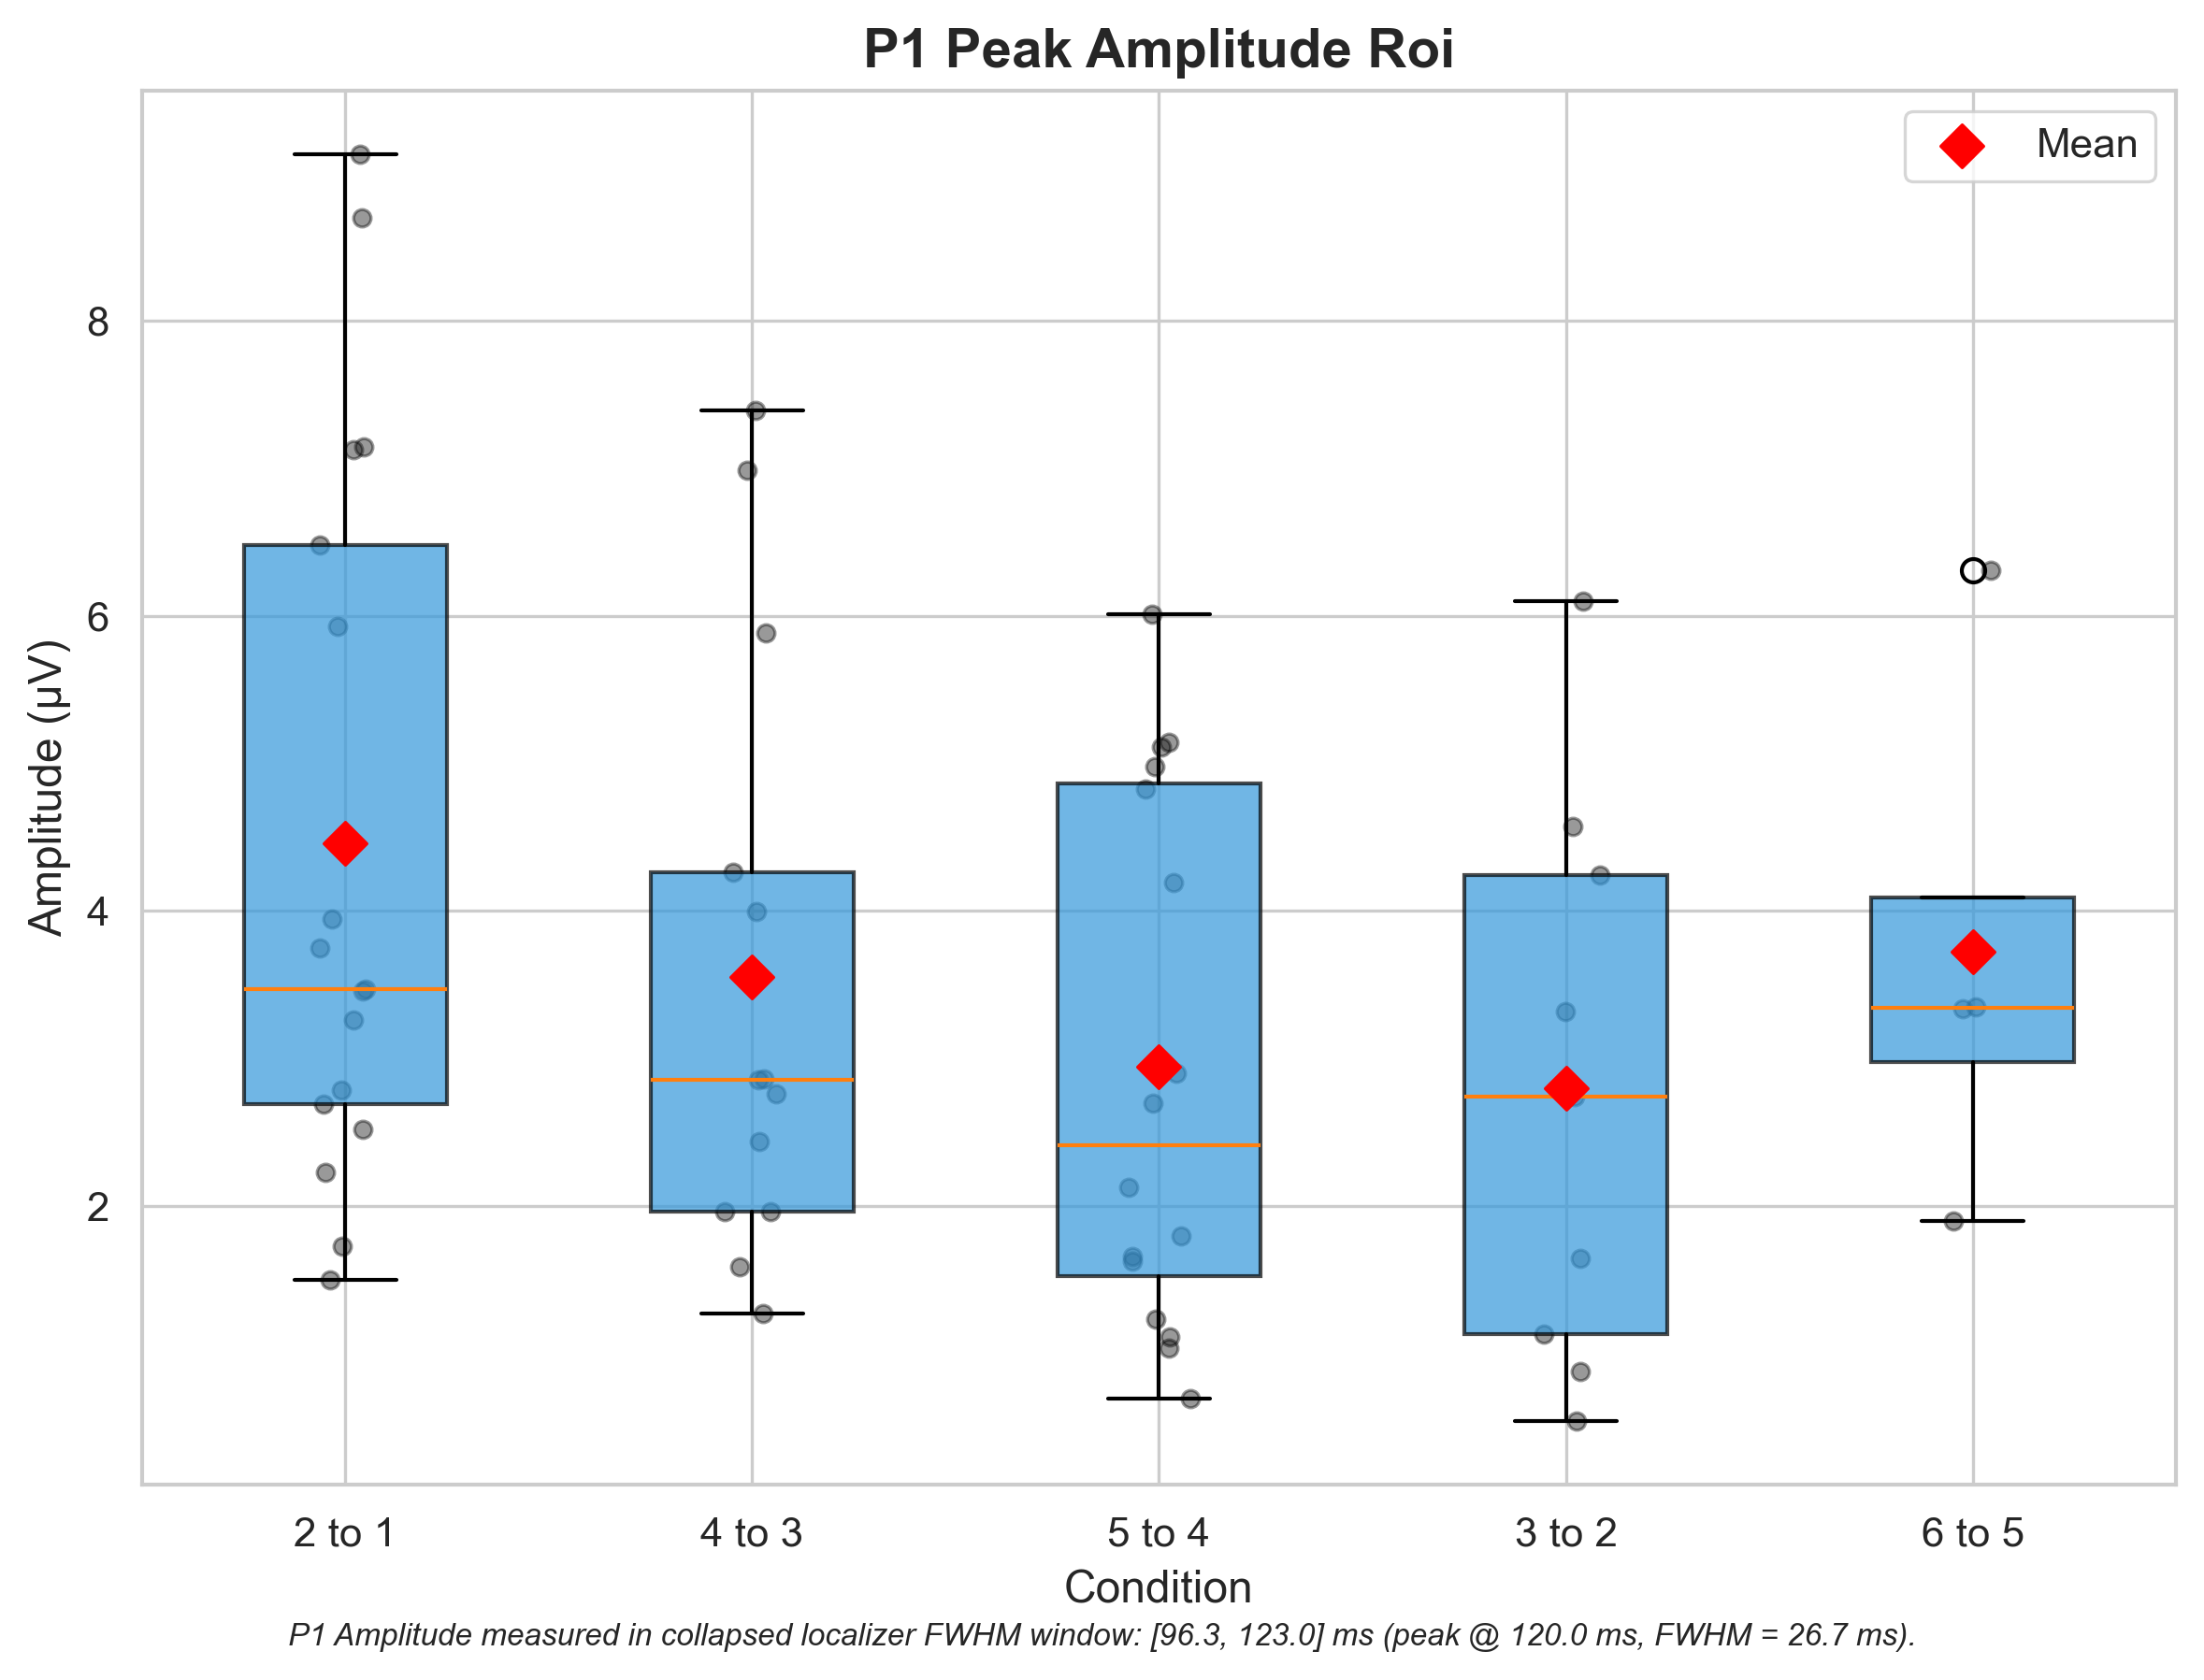 P1 Peak Amplitude Roi
Mean
Amplitude (µV)
8
6
4
2
2 to 1
4 to 3
5 to 4
3 to 2
6 to 5
Condition
P1 Amplitude measured in collapsed localizer FWHM window: [96.3, 123.0] ms (peak @ 120.0 ms, FWHM = 26.7 ms).